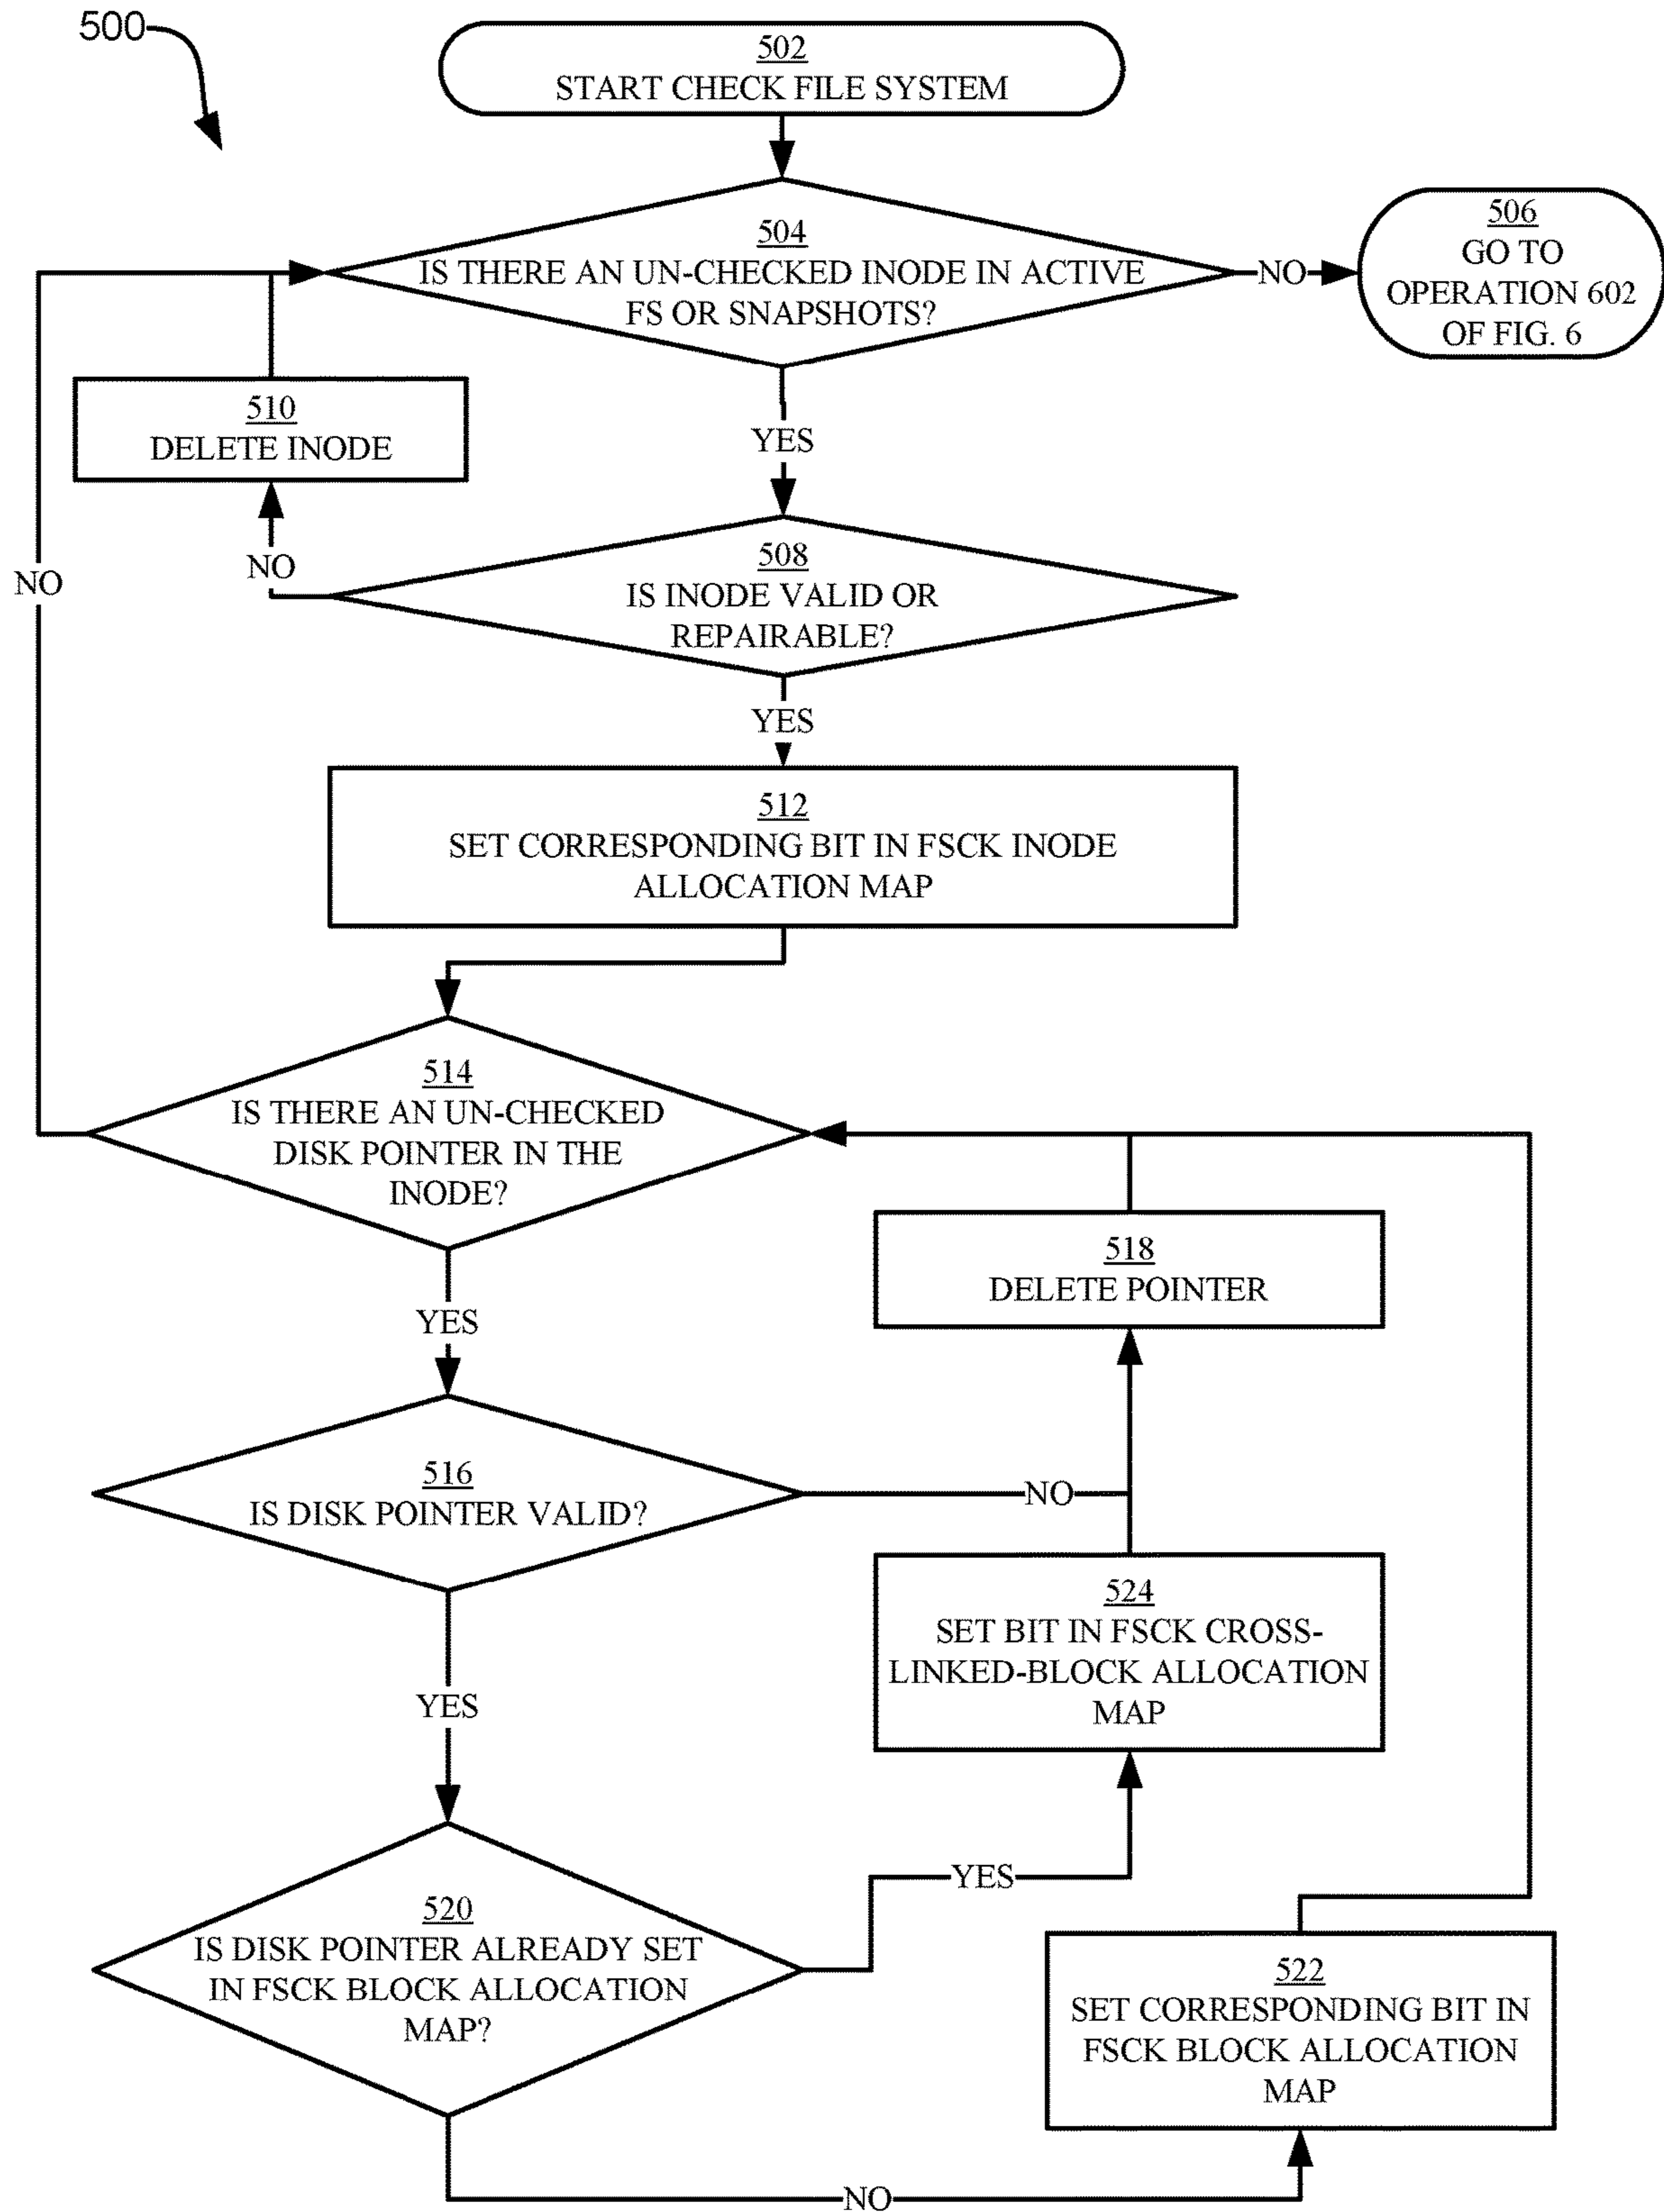 500
502
START CHECK FILE SYSTEM
504
IS THERE AN UN-CHECKED INODE IN ACTIVE
FS OR SNAPSHOTS?
NO
506
GO TO
OPERATION 602
OF FIG. 6
510
DELETE INODE
YES
NO
NO
508
IS INODE VALID OR
REPAIRABLE?
YES
512
SET CORRESPONDING BIT IN FSCK INODE
ALLOCATION MAP
514
IS THERE AN UN-CHECKED
DISK POINTER IN THE
INODE?
518
DELETE POINTER
YES
516
IS DISK POINTER VALID?
NO
524
SET BIT IN FSCK CROSS-
LINKED-BLOCK ALLOCATION
MAP
YES
YES
520
IS DISK POINTER ALREADY SET
IN FSCK BLOCK ALLOCATION
MAP?
522
SET CORRESPONDING BIT IN
FSCK BLOCK ALLOCATION
MAP
NO